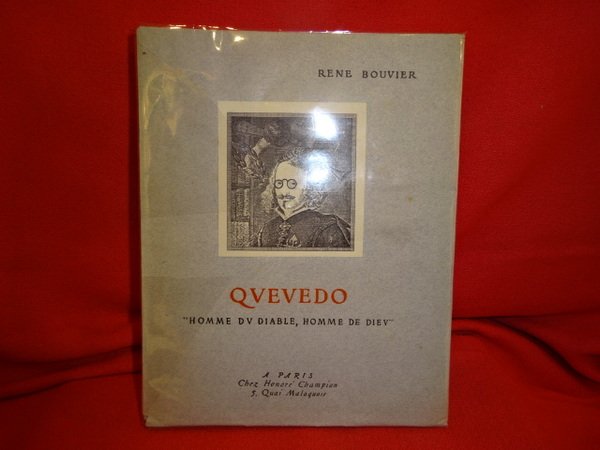 RENE BOUVIER
QVEVEDO
"HOMME DV DIABLE, HOMME DE DIEV"
A PARIS
Chez Honoré Champion
5, Quai Malaquais